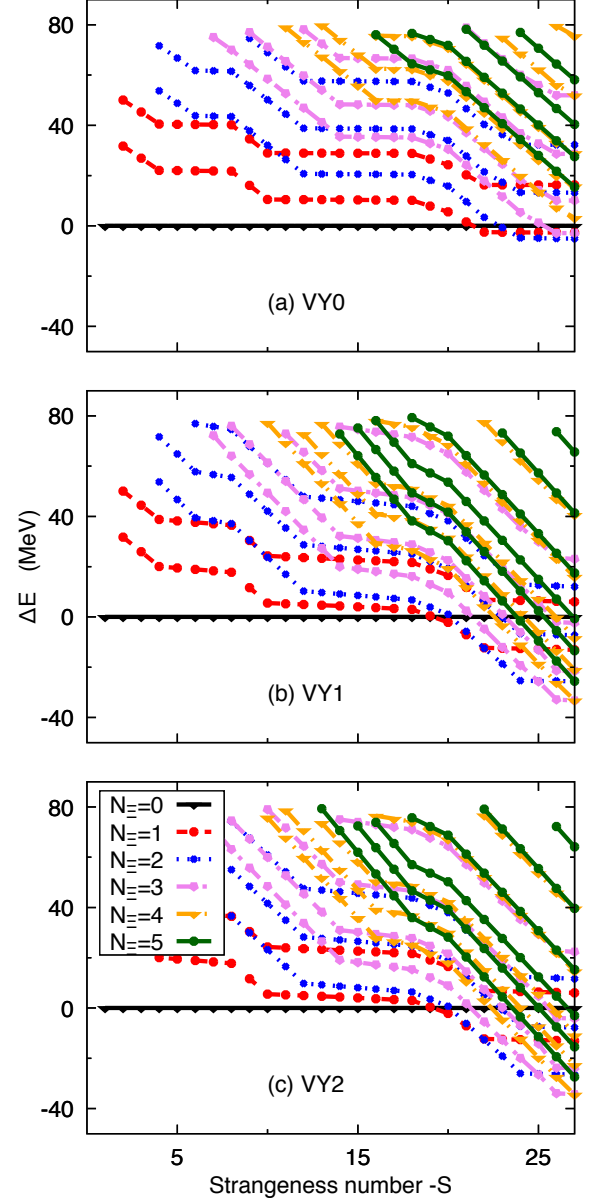 80
40
0
-40
(a) VY0
80
40
0
-40
ΔE (MeV)
(b) VY1
80
40
0
-40
N_Ξ=0
N_Ξ=1
N_Ξ=2
N_Ξ=3
N_Ξ=4
N_Ξ=5
(c) VY2
5 15 25
Strangeness number -S